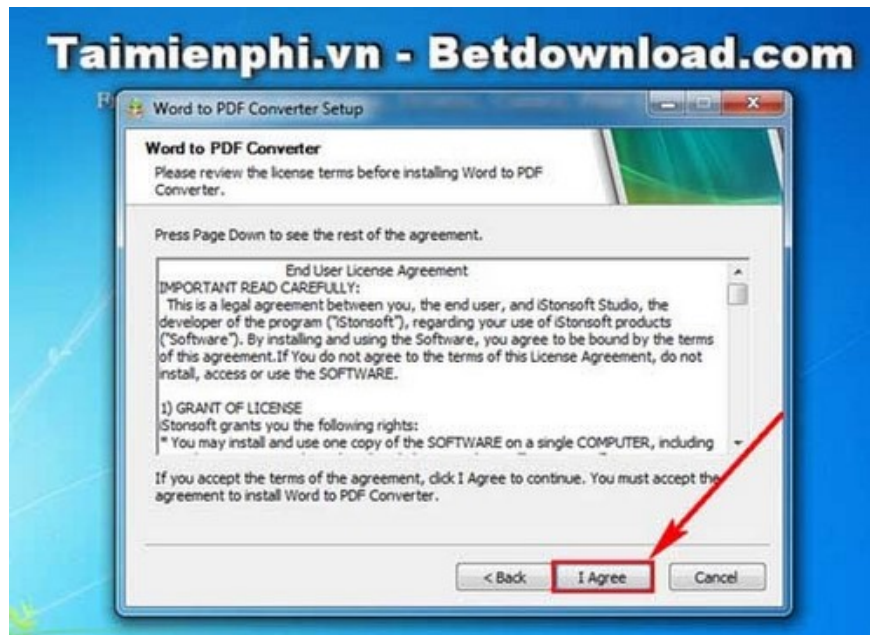 Taimienphi.vn - Betdownload.com
Word to PDF Converter Setup
Word to PDF Converter
Please review the license terms before installing Word to PDF
Converter.
Press Page Down to see the rest of the agreement.
End User License Agreement
IMPORTANT READ CAREFULLY:
This is a legal agreement between you, the end user, and iStonsoft Studio, the
developer of the program ("iStonsoft"), regarding your use of iStonsoft products
("Software"). By installing and using the Software, you agree to be bound by the terms
of this agreement.If You do not agree to the terms of this License Agreement, do not
install, access or use the SOFTWARE.
1) GRANT OF LICENSE
iStonsoft grants you the following rights:
* You may install and use one copy of the SOFTWARE on a single COMPUTER, including
If you accept the terms of the agreement, click I Agree to continue. You must accept the
agreement to install Word to PDF Converter.
< Back I Agree Cancel